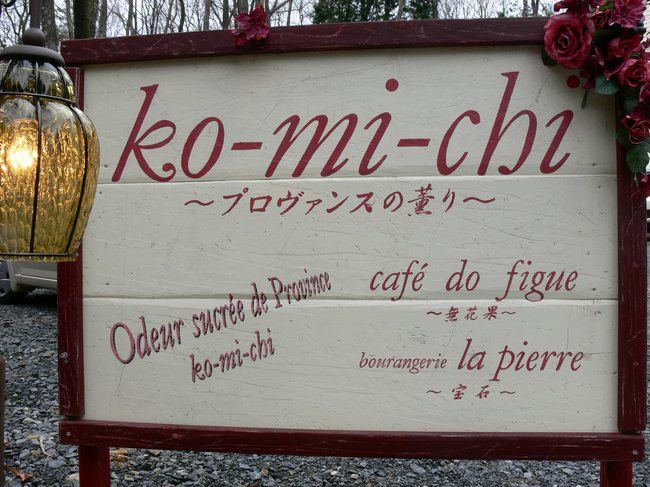 ko-mi-chi
～プロヴァンスの薫り～
Odeur sucrée de Province
ko-mi-chi
café do figue
～無花果～
bourangerie la pierre
～宝石～